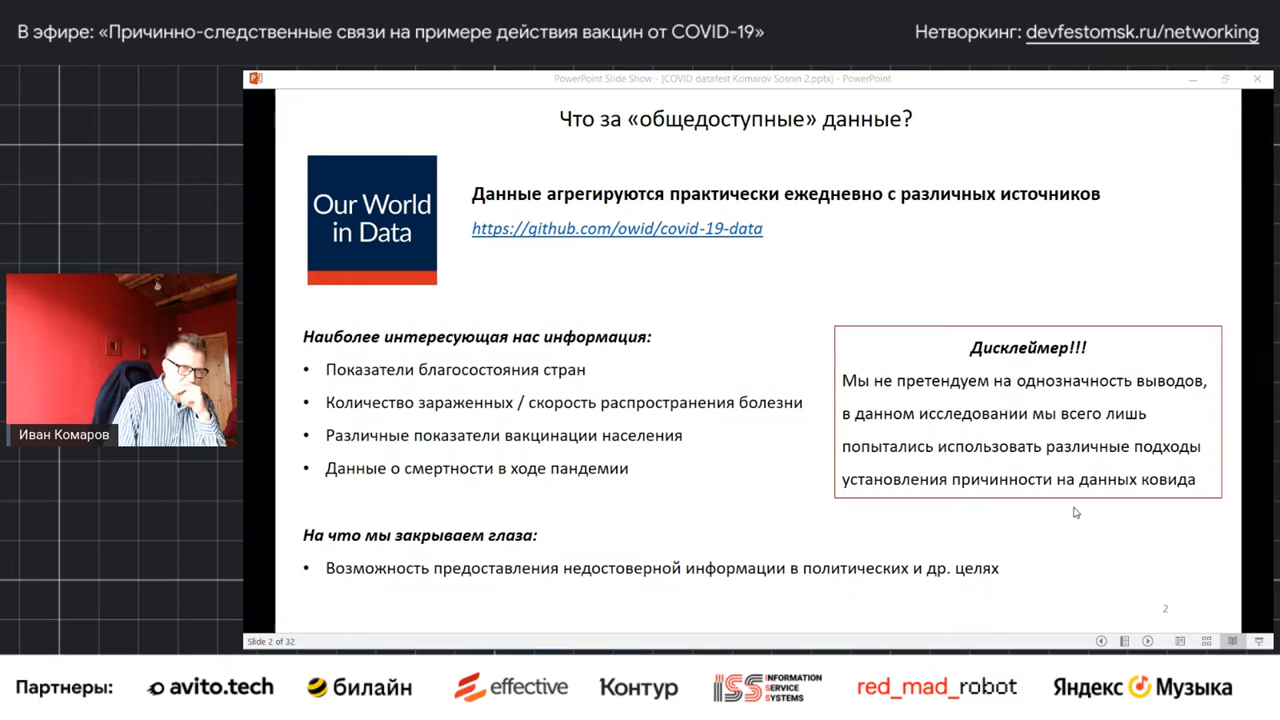 В эфире: «Причинно-следственные связи на примере действия вакцин от COVID-19»
Нетворкинг: devfestomsk.ru/networking
PowerPoint Slide Show - [COVID datafest Komarov Sosnin 2.pptx] - PowerPoint
Что за «общедоступные» данные?
Our World
in Data
Данные агрегируются практически ежедневно с различных источников
https://github.com/owid/covid-19-data
Наиболее интересующая нас информация:
• Показатели благосостояния стран
• Количество зараженных / скорость распространения болезни
• Различные показатели вакцинации населения
• Данные о смертности в ходе пандемии
Дисклеймер!!!
Мы не претендуем на однозначность выводов,
в данном исследовании мы всего лишь
попытались использовать различные подходы
установления причинности на данных ковида
На что мы закрываем глаза:
• Возможность предоставления недостоверной информации в политических и др. целях
2
Иван Комаров
Slide 2 of 32
Партнеры:
avito.tech
билайн
effective
Контур
ISS INFORMATION
SERVICE
SYSTEMS
red_mad_robot
Яндекс Музыка